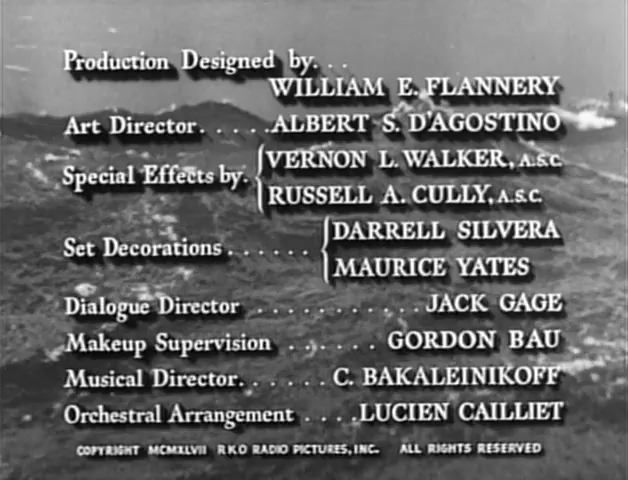 Production Designed by. . .
WILLIAM E. FLANNERY
Art Director. . . . .ALBERT S. D'AGOSTINO
Special Effects by. VERNON L. WALKER, A.S.C.
RUSSELL A. CULLY, A.S.C.
Set Decorations . . . . . . DARRELL SILVERA
MAURICE YATES
Dialogue Director . . . . . . . . . . . . JACK GAGE
Makeup Supervision . . . . . . GORDON BAU
Musical Director. . . . . . C. BAKALEINIKOFF
Orchestral Arrangement . . . .LUCIEN CAILLIET
COPYRIGHT MCMXLVII RKO RADIO PICTURES, INC. ALL RIGHTS RESERVED